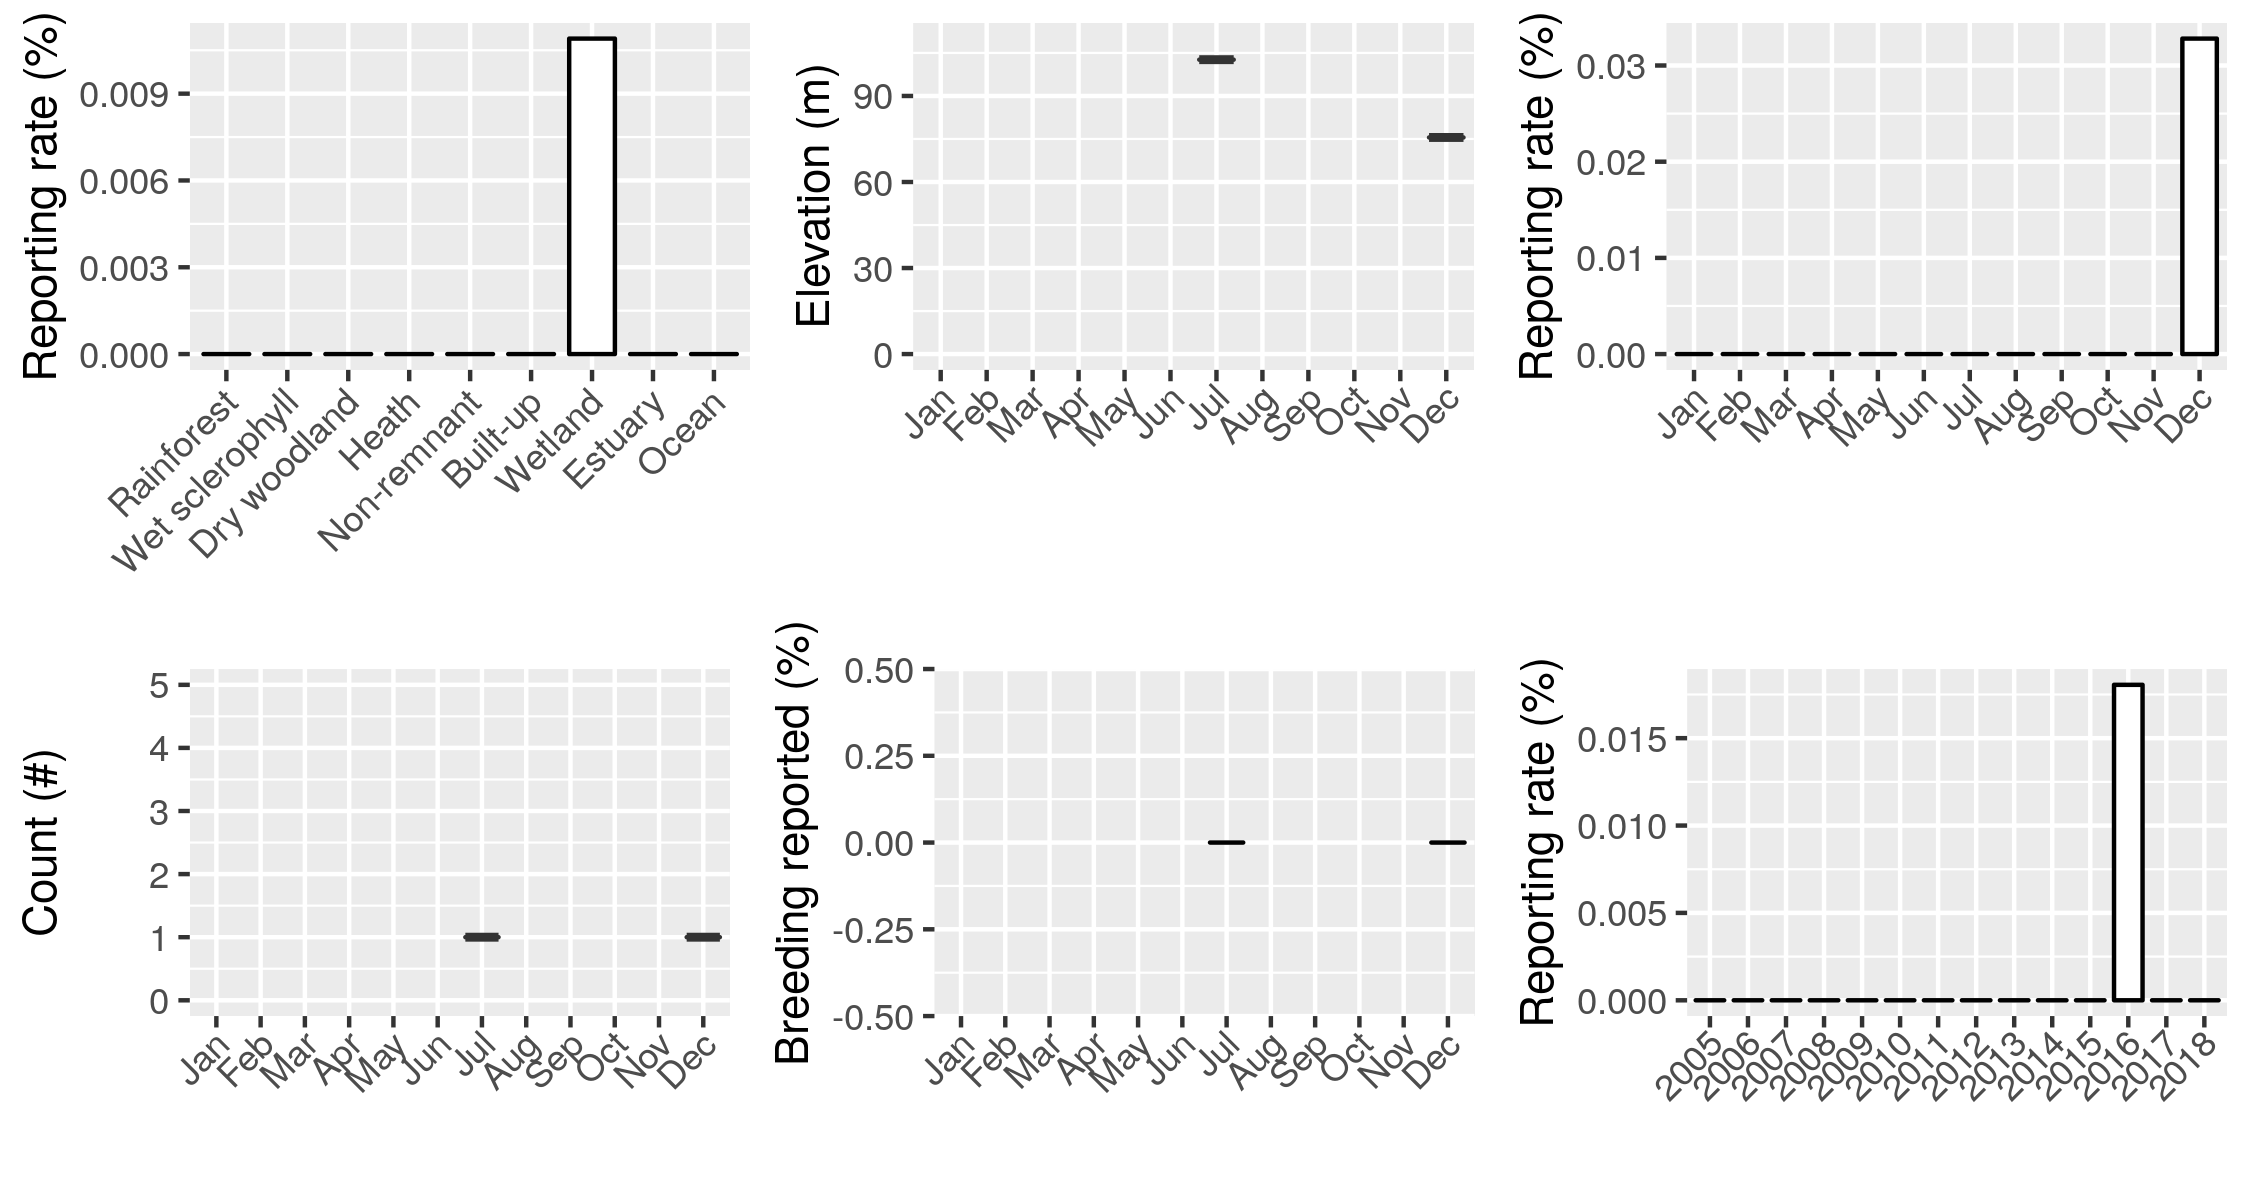 Reporting rate (%)
0.009
0.006
0.003
0.000
Rainforest
Wet sclerophyll
Dry woodland
Heath
Non-remnant
Built-up
Wetland
Estuary
Ocean
Elevation (m)
90
60
30
0
Jan
Feb
Mar
Apr
May
Jun
Jul
Aug
Sep
Oct
Nov
Dec
Reporting rate (%)
0.03
0.02
0.01
0.00
Jan
Feb
Mar
Apr
May
Jun
Jul
Aug
Sep
Oct
Nov
Dec
Count (#)
5
4
3
2
1
0
Jan
Feb
Mar
Apr
May
Jun
Jul
Aug
Sep
Oct
Nov
Dec
Breeding reported (%)
0.50
0.25
0.00
-0.25
-0.50
Jan
Feb
Mar
Apr
May
Jun
Jul
Aug
Sep
Oct
Nov
Dec
Reporting rate (%)
0.015
0.010
0.005
0.000
2005
2006
2007
2008
2009
2010
2011
2012
2013
2014
2015
2016
2017
2018